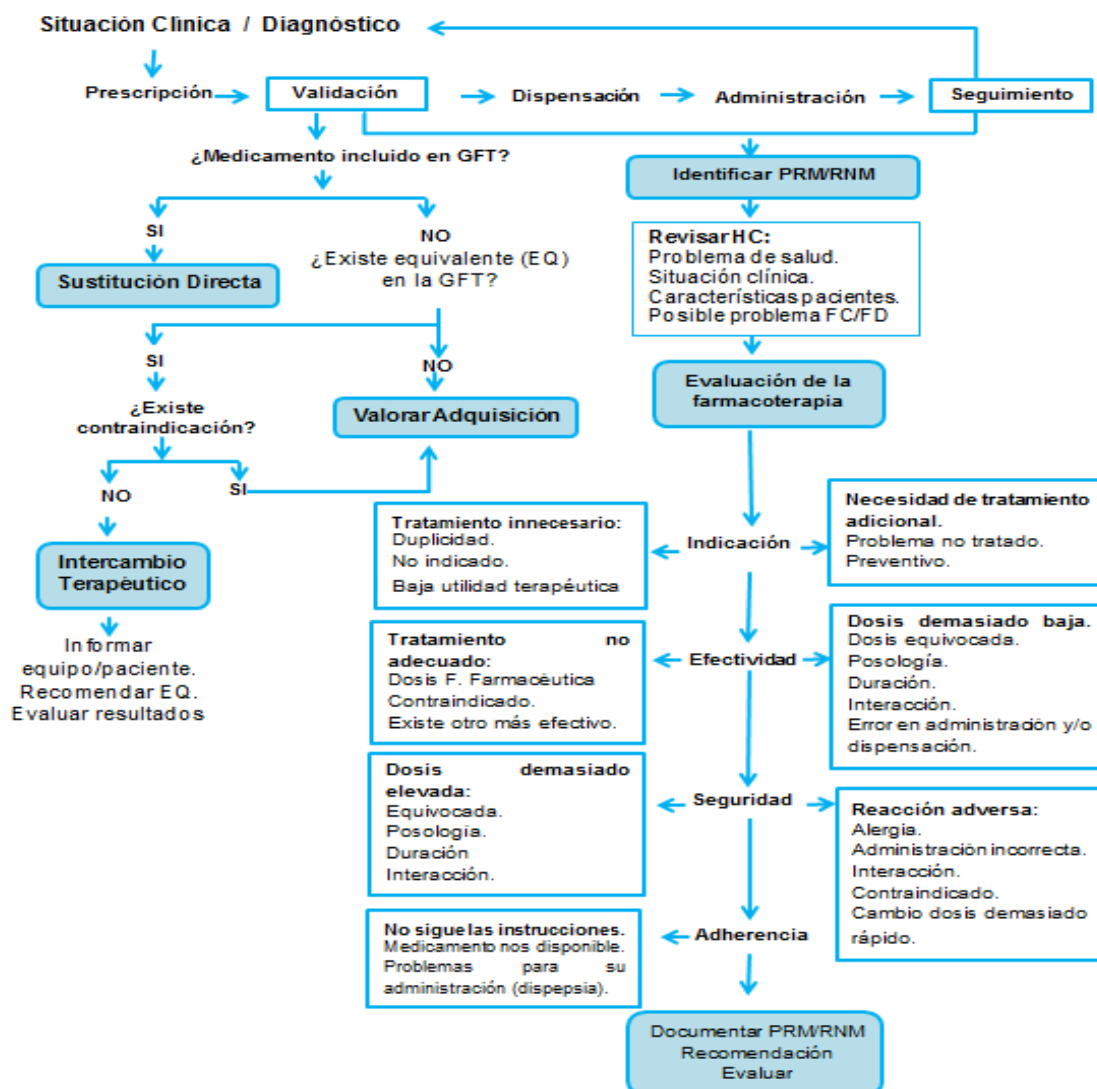 Situación Clínica / Diagnóstico
Prescripción
Validación
Dispensación
Administración
Seguimiento
¿Medicamento incluido en GFT?
SI
Sustitución Directa
NO
¿Existe equivalente (EQ)
en la GFT?
SI
¿Existe
contraindicación?
NO
Valorar Adquisición
NO
SI
Intercambio
Terapéutico
Informar
equipo/paciente.
Recomendar EQ.
Evaluar resultados
Identificar PRM/RNM
Revisar HC:
Problema de salud.
Situación clínica.
Características pacientes.
Posible problema FC/FD
Evaluación de la
farmacoterapia
Indicación
Tratamiento innecesario:
Duplicidad.
No indicado.
Baja utilidad terapéutica
Necesidad de tratamiento
adicional.
Problema no tratado.
Preventivo.
Efectividad
Tratamiento no
adecuado:
Dosis F. Farmacéutica
Contraindicado.
Existe otro más efectivo.
Dosis demasiado baja.
Dosis equivocada.
Posología.
Duración.
Interacción.
Error en administración y/o
dispensación.
Seguridad
Dosis demasiado
elevada:
Equivocada.
Posología.
Duración
Interacción.
Reacción adversa:
Alergia.
Administración incorrecta.
Interacción.
Contraindicado.
Cambio dosis demasiado
rápido.
Adherencia
No sigue las instrucciones.
Medicamento nos disponible.
Problemas para su
administración (dispepsia).
Documentar PRM/RNM
Recomendación
Evaluar